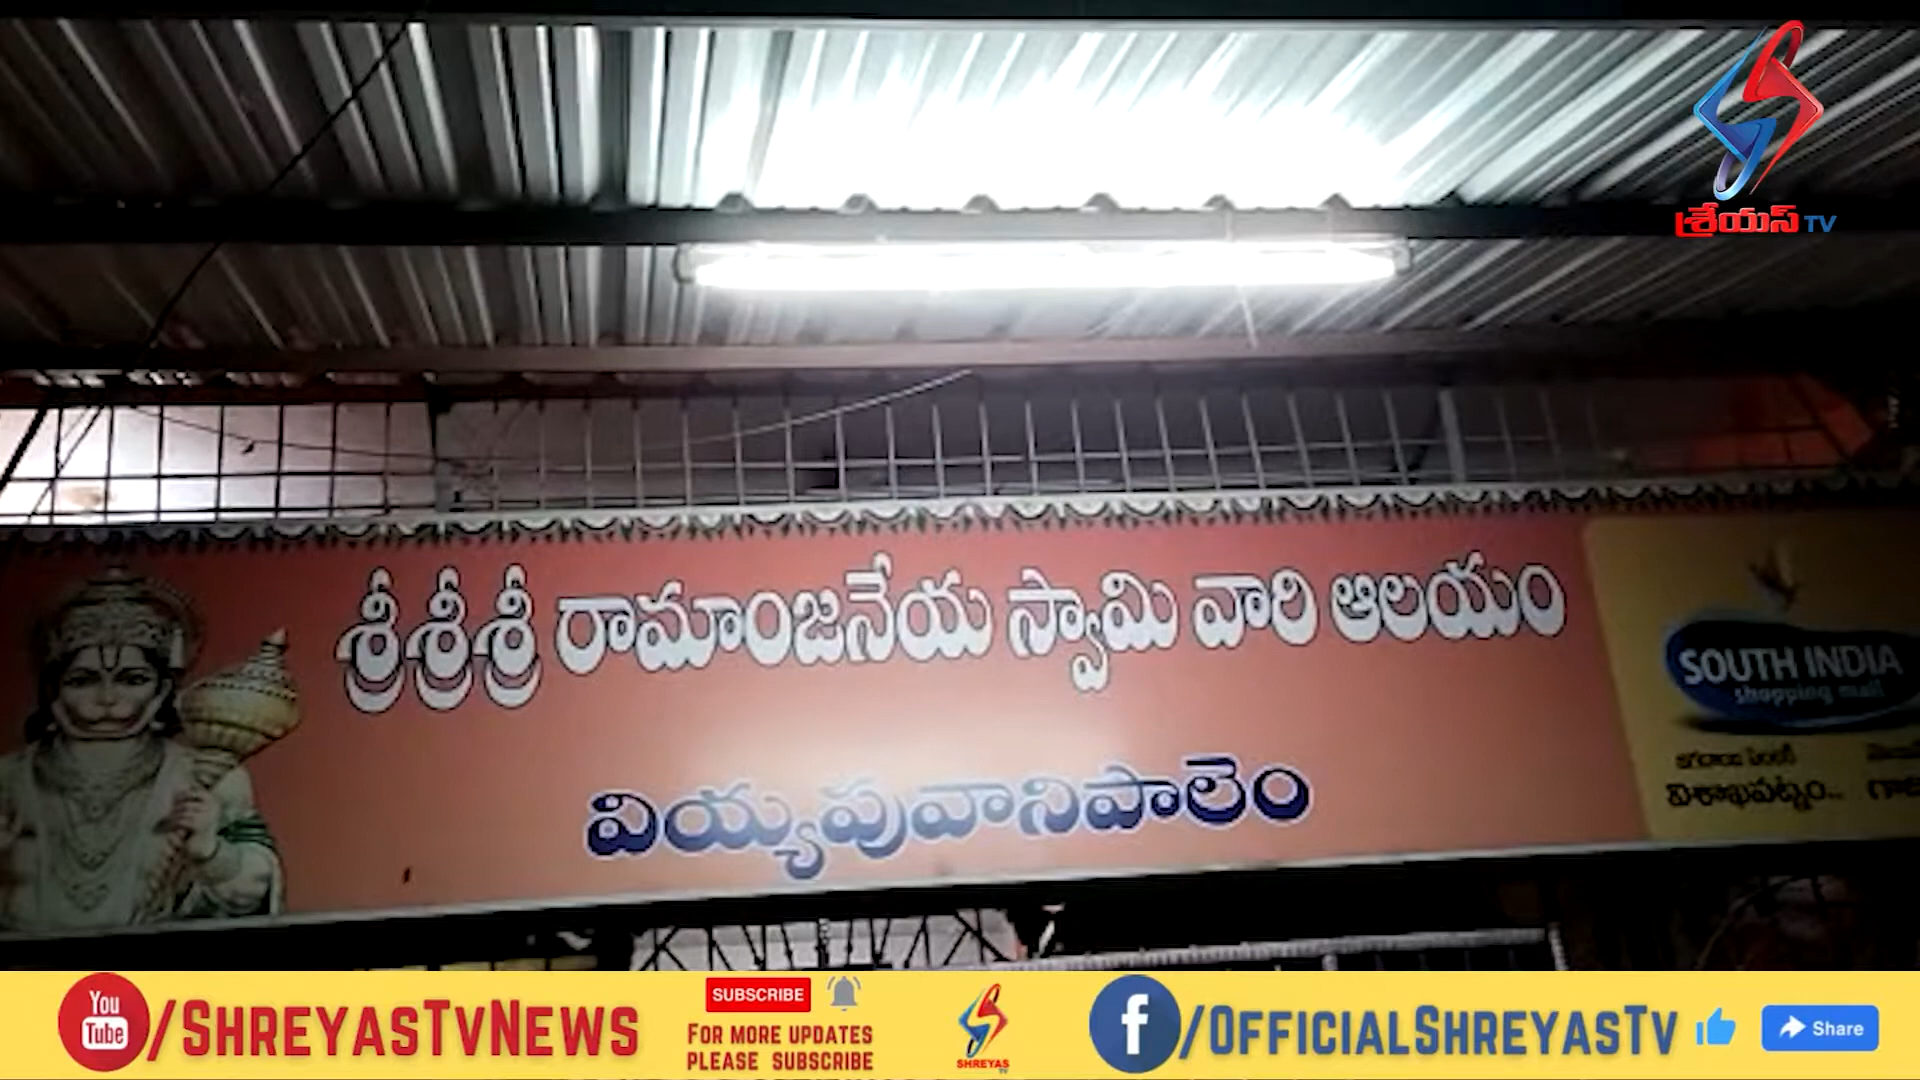 శ్రేయస్ TV
శ్రీశ్రీశ్రీ రామాంజనేయ స్వామి వారి ఆలయం
వియ్యపువానిపాలెం
SOUTH INDIA
shopping mall
విశాఖపట్నం..
You
Tube
/SHREYASTVNEWS
SUBSCRIBE
FOR MORE UPDATES
PLEASE SUBSCRIBE
SHREYAS
TV
f
/OFFICIALSHREYASTV
Share